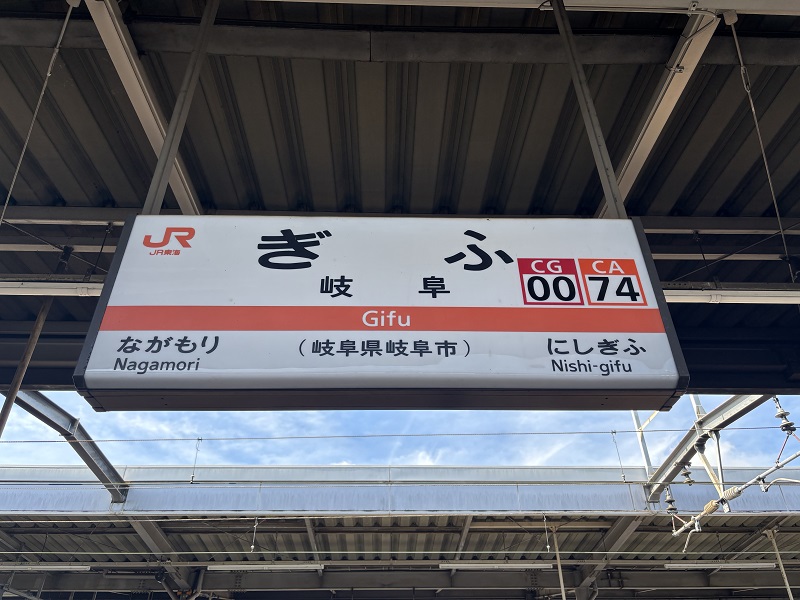 JR
JR東海
ぎふ
岐阜
CG CA
00 74
Gifu
ながもり (岐阜県岐阜市) にしぎふ
Nagamori Nishi-gifu